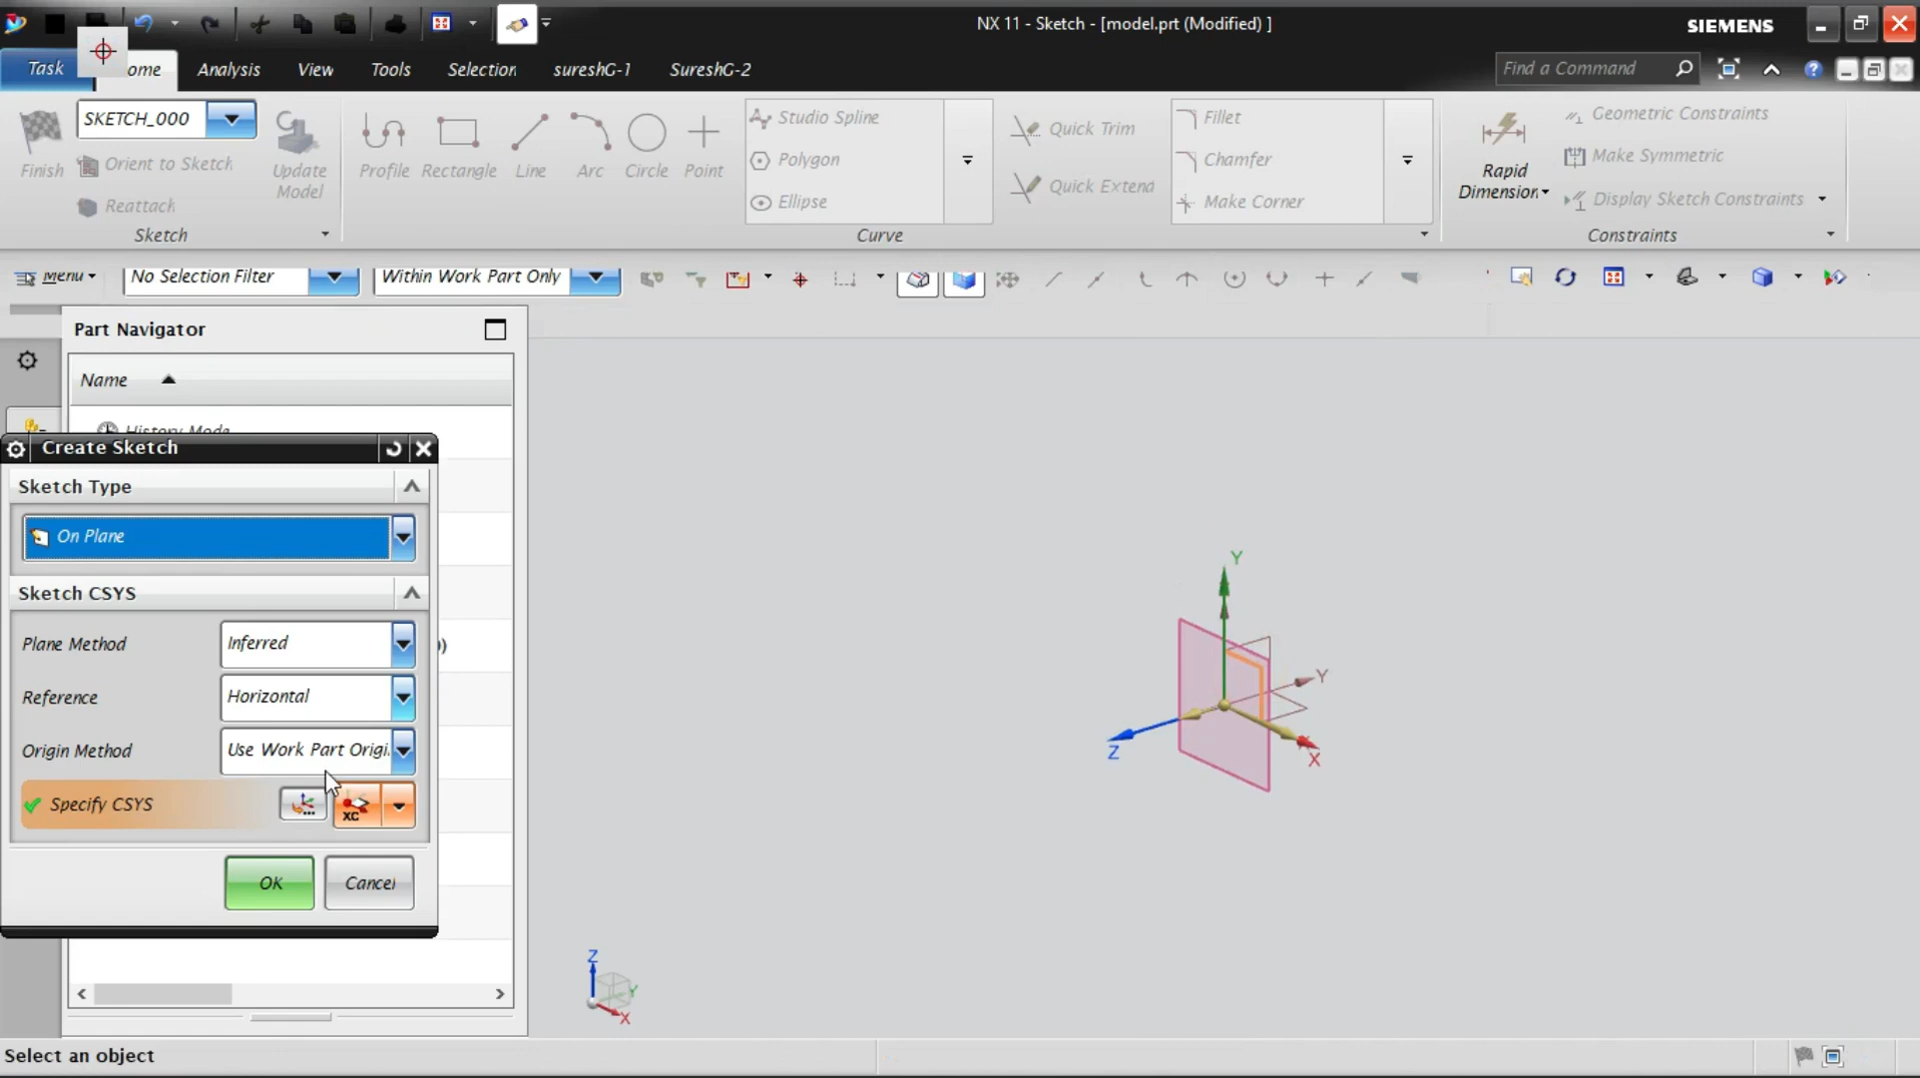 NX 11 - Sketch - [model.prt (Modified) ]
SIEMENS
Task
ome
Analysis
View
Tools
Selection
sureshG-1
SureshG-2
Find a Command
SKETCH_000
Finish
Orient to Sketch
Reattach
Update
Model
Sketch
Profile
Rectangle
Line
Arc
Circle
Point
Studio Spline
Polygon
Ellipse
Curve
Quick Trim
Quick Extend
Fillet
Chamfer
Make Corner
Rapid
Dimension
Geometric Constraints
Make Symmetric
Display Sketch Constraints
Constraints
Menu
No Selection Filter
Within Work Part Only
Part Navigator
Name
History Mode
Create Sketch
Sketch Type
On Plane
Sketch CSYS
Plane Method
Inferred
Reference
Horizontal
Origin Method
Use Work Part Origi
Specify CSYS
XC
OK
Cancel
Y
Y
Z
X
Z
Y
X
Select an object